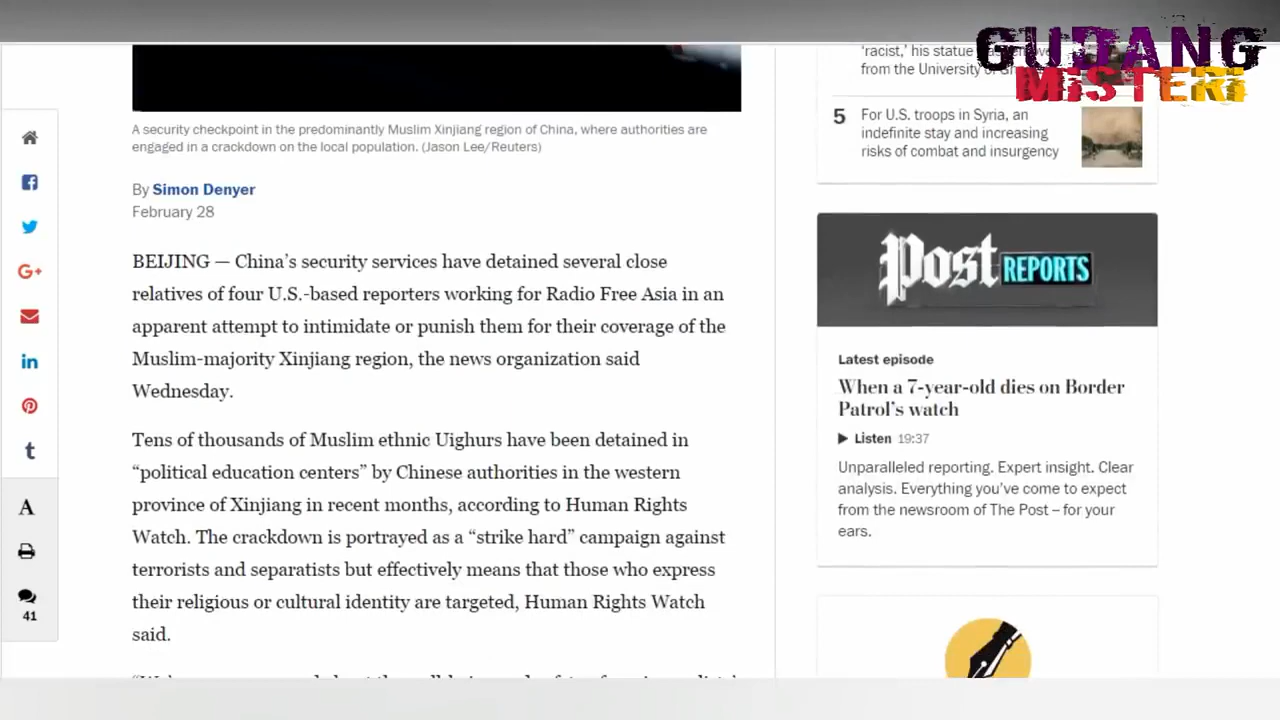 GUDANG
MISTERI
'racist,' his statue
from the University of
5 For U.S. troops in Syria, an
indefinite stay and increasing
risks of combat and insurgency
A security checkpoint in the predominantly Muslim Xinjiang region of China, where authorities are
engaged in a crackdown on the local population. (Jason Lee/Reuters)
By Simon Denyer
February 28
BEIJING — China’s security services have detained several close
relatives of four U.S.-based reporters working for Radio Free Asia in an
apparent attempt to intimidate or punish them for their coverage of the
Muslim-majority Xinjiang region, the news organization said
Wednesday.
Tens of thousands of Muslim ethnic Uighurs have been detained in
“political education centers” by Chinese authorities in the western
province of Xinjiang in recent months, according to Human Rights
Watch. The crackdown is portrayed as a “strike hard” campaign against
terrorists and separatists but effectively means that those who express
their religious or cultural identity are targeted, Human Rights Watch
said.
G+
in
t
A
41
Post REPORTS
Latest episode
When a 7-year-old dies on Border
Patrol’s watch
Listen 19:37
Unparalleled reporting. Expert insight. Clear
analysis. Everything you’ve come to expect
from the newsroom of The Post – for your
ears.